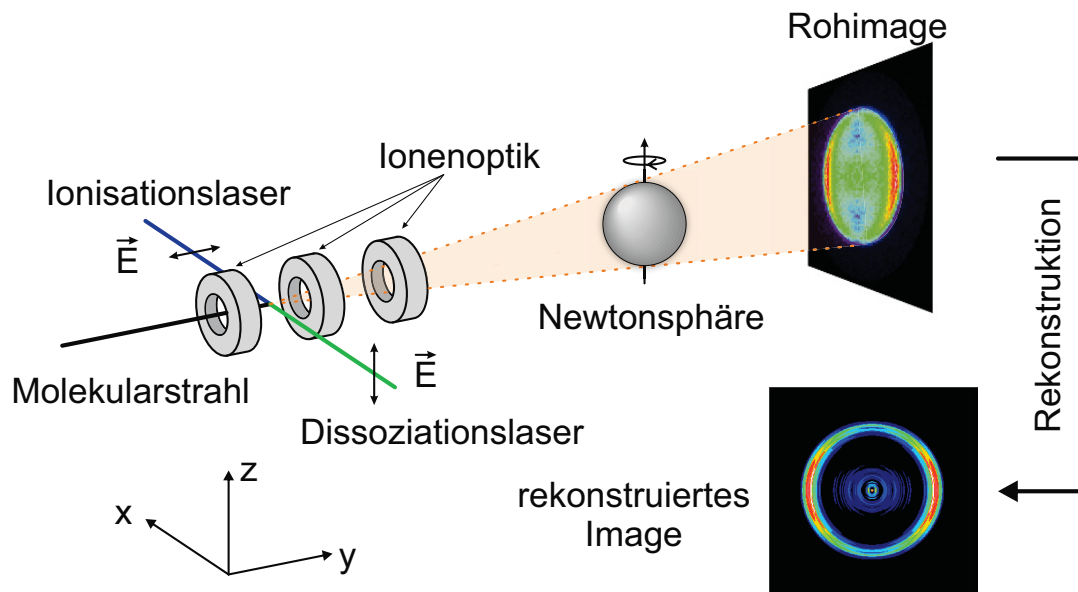 Rohimage
Ionenoptik
Ionisationslaser
E
Newtonsphäre
Molekularstrahl
E
Dissoziationslaser
Rekonstruktion
z
x
y
rekonstruiertes
Image